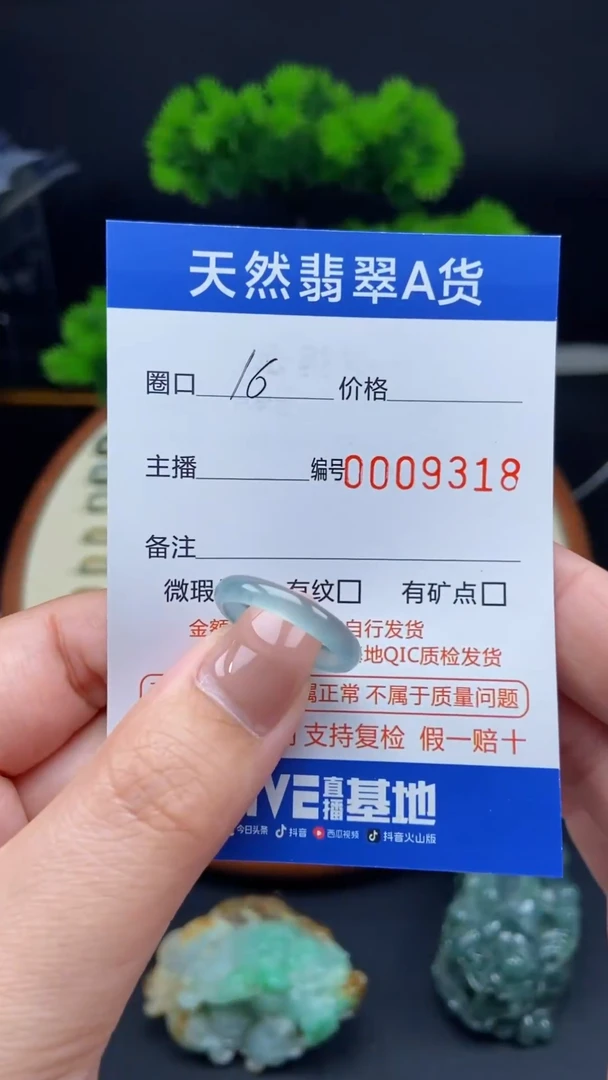 天然翡翠A货
圈口 16 价格
主播 编号0009318
备注
微瑕 有纹□ 有矿点□
金 自行发货
地QIC质检发货
属正常 不属于质量问题
支持复检 假一赔十
VE直播基地
今日头条 抖音 西瓜视频 抖音火山版